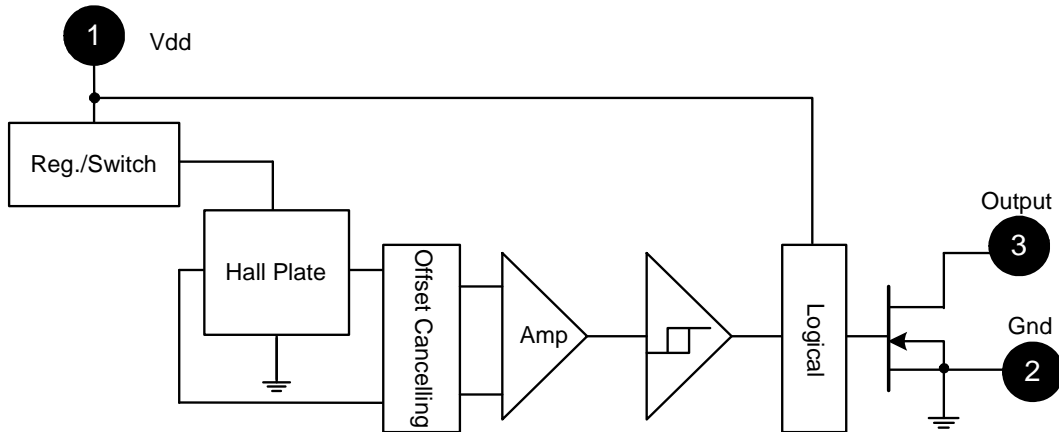 1
Vdd
Reg./Switch
Hall Plate
Offset Cancelling
Amp
Logical
Output
3
Gnd
2